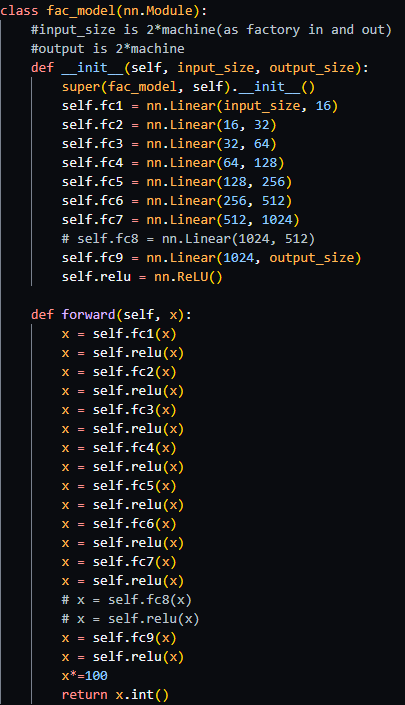 class fac_model(nn.Module):
    #input_size is 2*machine(as factory in and out)
    #output is 2*machine
    def __init__(self, input_size, output_size):
        super(fac_model, self).__init__()
        self.fc1 = nn.Linear(input_size, 16)
        self.fc2 = nn.Linear(16, 32)
        self.fc3 = nn.Linear(32, 64)
        self.fc4 = nn.Linear(64, 128)
        self.fc5 = nn.Linear(128, 256)
        self.fc6 = nn.Linear(256, 512)
        self.fc7 = nn.Linear(512, 1024)
        # self.fc8 = nn.Linear(1024, 512)
        self.fc9 = nn.Linear(1024, output_size)
        self.relu = nn.ReLU()

    def forward(self, x):
        x = self.fc1(x)
        x = self.relu(x)
        x = self.fc2(x)
        x = self.relu(x)
        x = self.fc3(x)
        x = self.relu(x)
        x = self.fc4(x)
        x = self.relu(x)
        x = self.fc5(x)
        x = self.relu(x)
        x = self.fc6(x)
        x = self.relu(x)
        x = self.fc7(x)
        x = self.relu(x)
        # x = self.fc8(x)
        # x = self.relu(x)
        x = self.fc9(x)
        x = self.relu(x)
        x*=100
        return x.int()